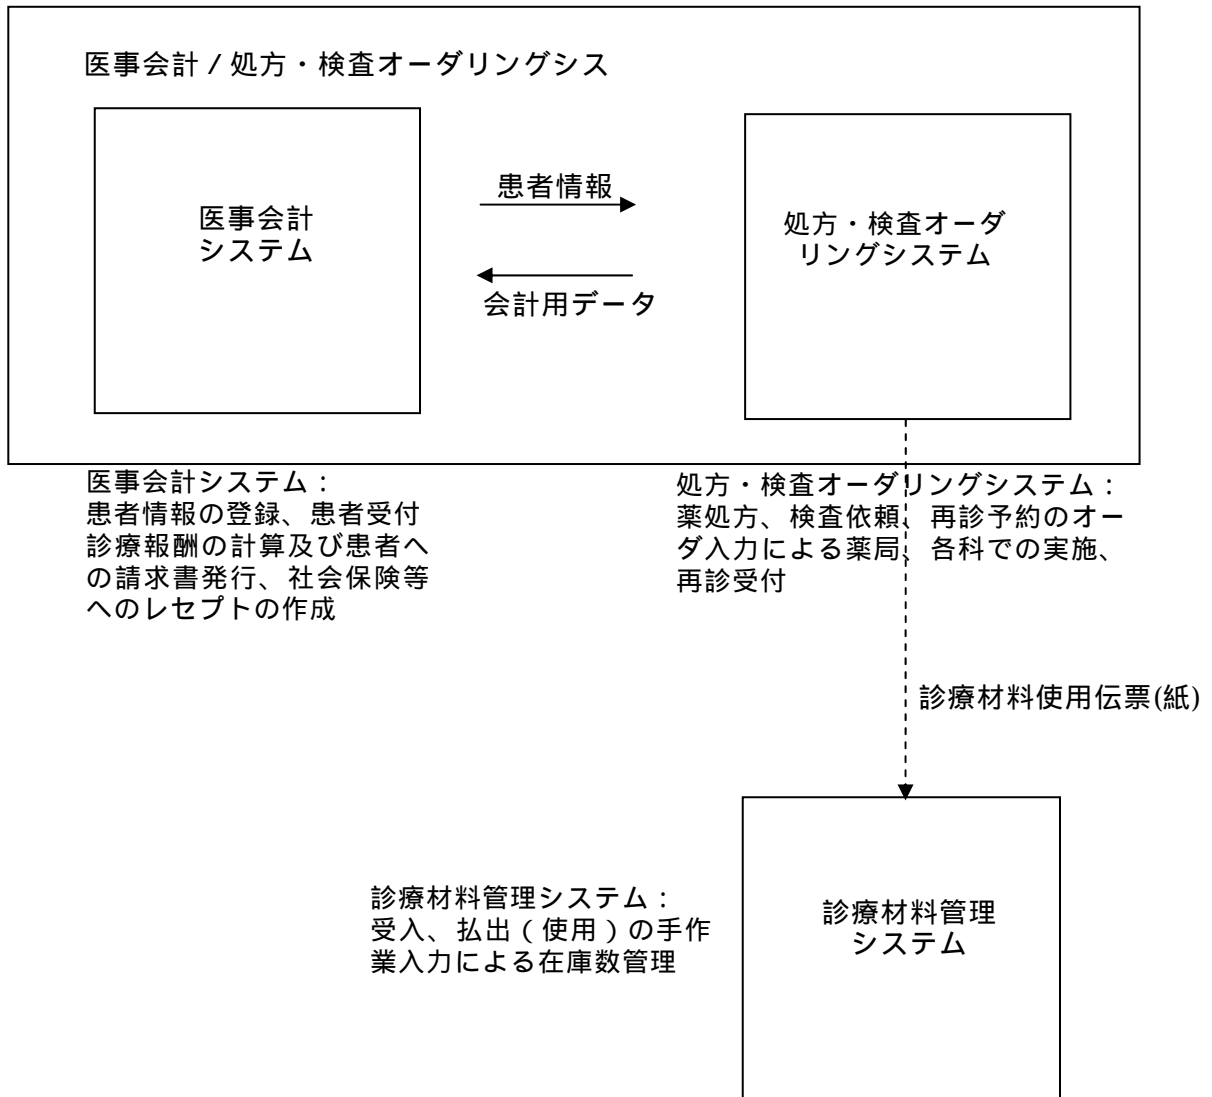 医事会計/処方・検査オーダリングシス
医事会計
システム
患者情報
会計用データ
処方・検査オーダ
リングシステム
医事会計システム：
患者情報の登録、患者受付
診療報酬の計算及び患者へ
の請求書発行、社会保険等
へのレセプトの作成
処方・検査オーダリングシステム：
薬処方、検査依頼、再診予約のオー
ダ入力による薬局、各科での実施、
再診受付
診療材料使用伝票(紙)
診療材料管理システム：
受入、払出（使用）の手作
業入力による在庫数管理
診療材料管理
システム